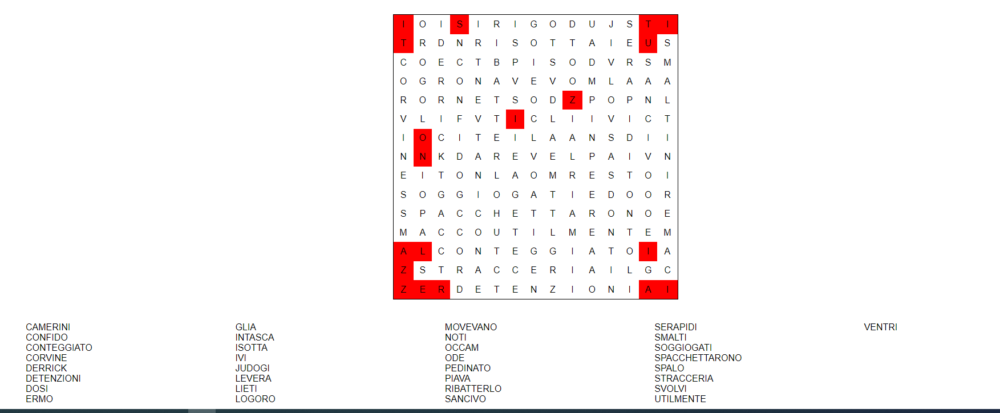 I O I S I R I G O D U J S T I
T R D N R I S O T T A I E U S
C O E C T B P I S O D V R S M
O G R O N A V E V O M L A A A
R O R N E T S O D Z P O P N L
V L I F V T I C L I I V I C T
I O C I T E I L A A N S D I I
N N K D A R E V E L P A I V N
E I T O N L A O M R E S T O I
S O G G I O G A T I E D O O R
S P A C C H E T T A R O N O E
M A C C O U T I L M E N T E M
A L C O N T E G G I A T O I A
Z S T R A C C E R I A I L G C
Z E R D E T E N Z I O N I A I
CAMERINI GLIA MOVEVANO SERAPIDI VENTRI
CONFIDO INTASCA NOTI SMALTI
CONTEGGIATO ISOTTA OCCAM SOGGIOGATI
CORVINE IVI ODE SPACCHETTARONO
DERRICK JUDOGI PEDINATO SPALO
DETENZIONI LEVERA PIAVA STRACCERIA
DOSI LIETI RIBATTERLO SVOLVI
ERMO LOGORO SANCIVO UTILMENTE